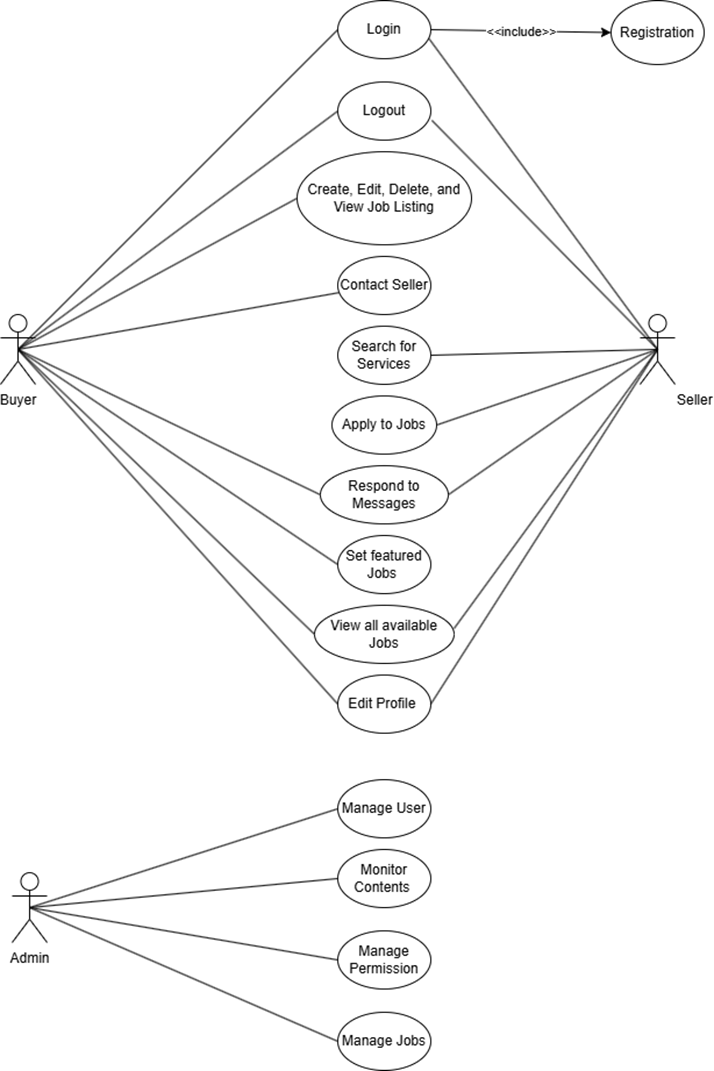 Login
<<include>>
Registration
Logout
Create, Edit, Delete, and
View Job Listing
Contact Seller
Search for
Services
Buyer
Seller
Apply to Jobs
Respond to
Messages
Set featured
Jobs
View all available
Jobs
Edit Profile
Manage User
Monitor
Contents
Admin
Manage
Permission
Manage Jobs